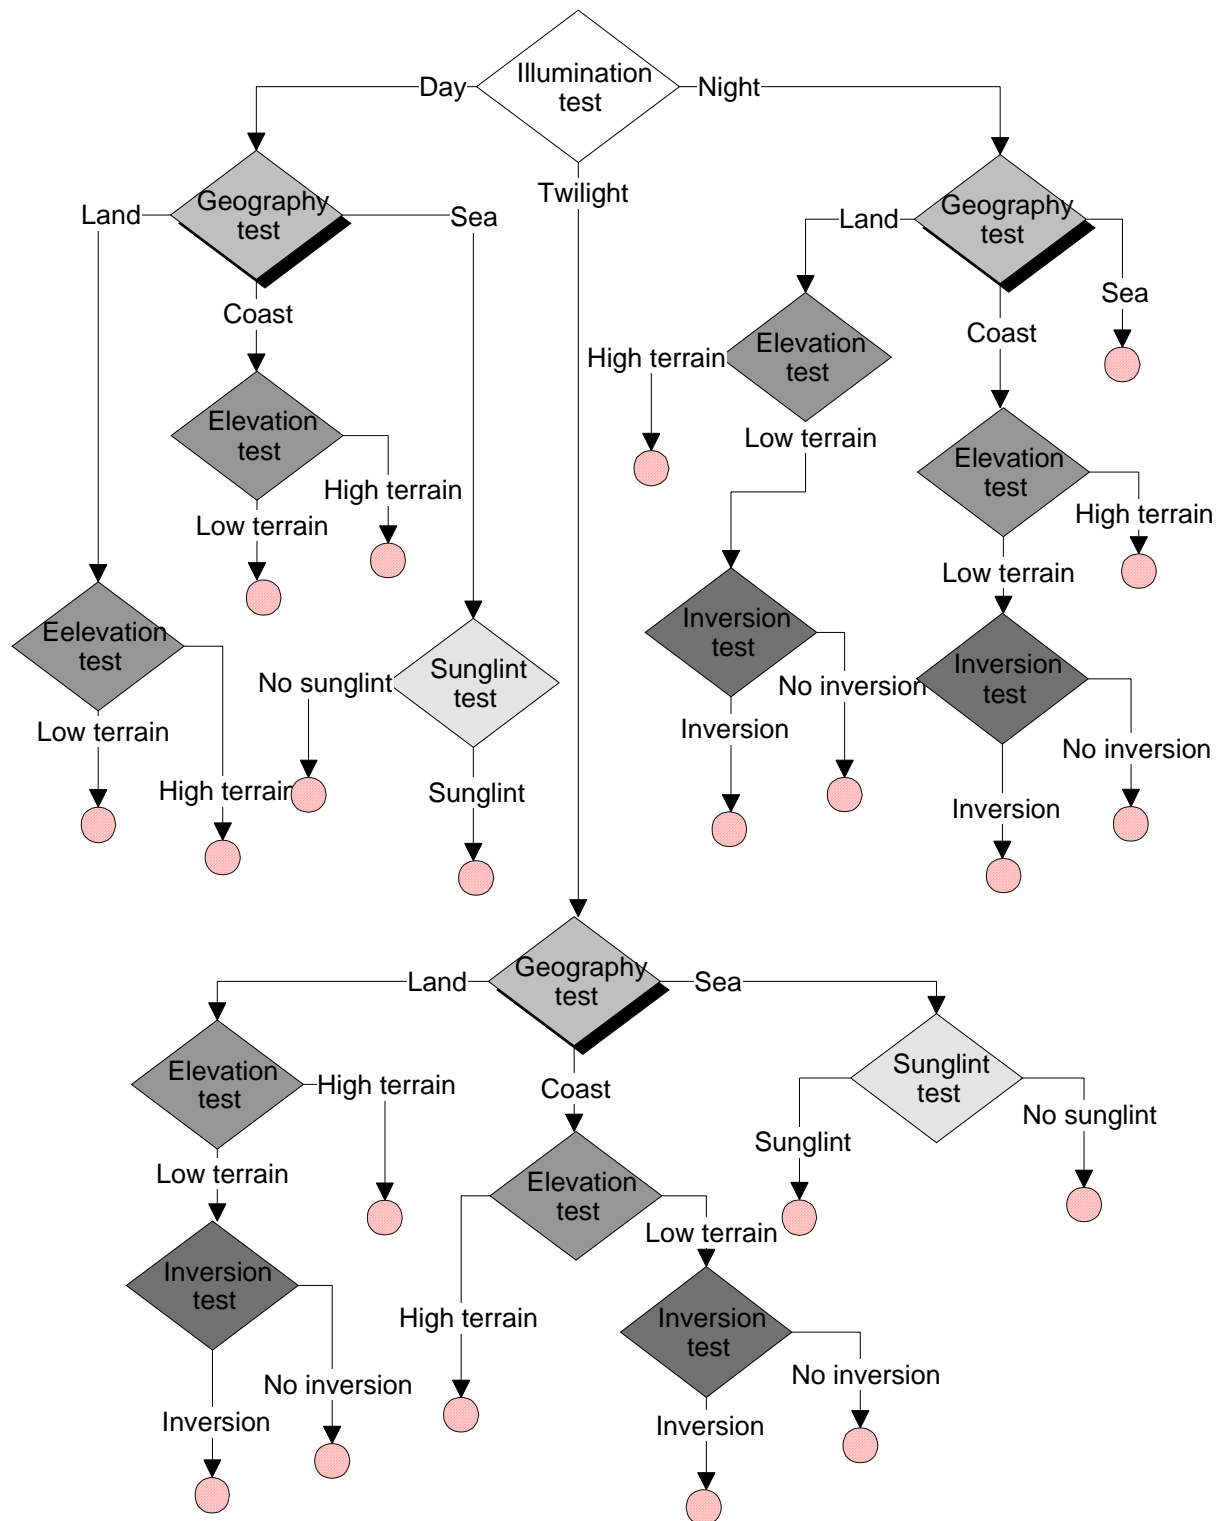 Illumination
test
Day
Night
Twilight
Geography
test
Land
Sea
Coast
Elevation
test
High terrain
Low terrain
Eelevation
test
Low terrain
High terrain
Sunglint
test
No sunglint
Sunglint
Geography
test
Land
Sea
Coast
Elevation
test
High terrain
Low terrain
Elevation
test
High terrain
Low terrain
Inversion
test
No inversion
Inversion
Inversion
test
No inversion
Inversion
Geography
test
Land
Sea
Coast
Elevation
test
High terrain
Low terrain
Sunglint
test
Sunglint
No sunglint
Elevation
test
Low terrain
High terrain
Inversion
test
No inversion
Inversion
Inversion
test
No inversion
Inversion